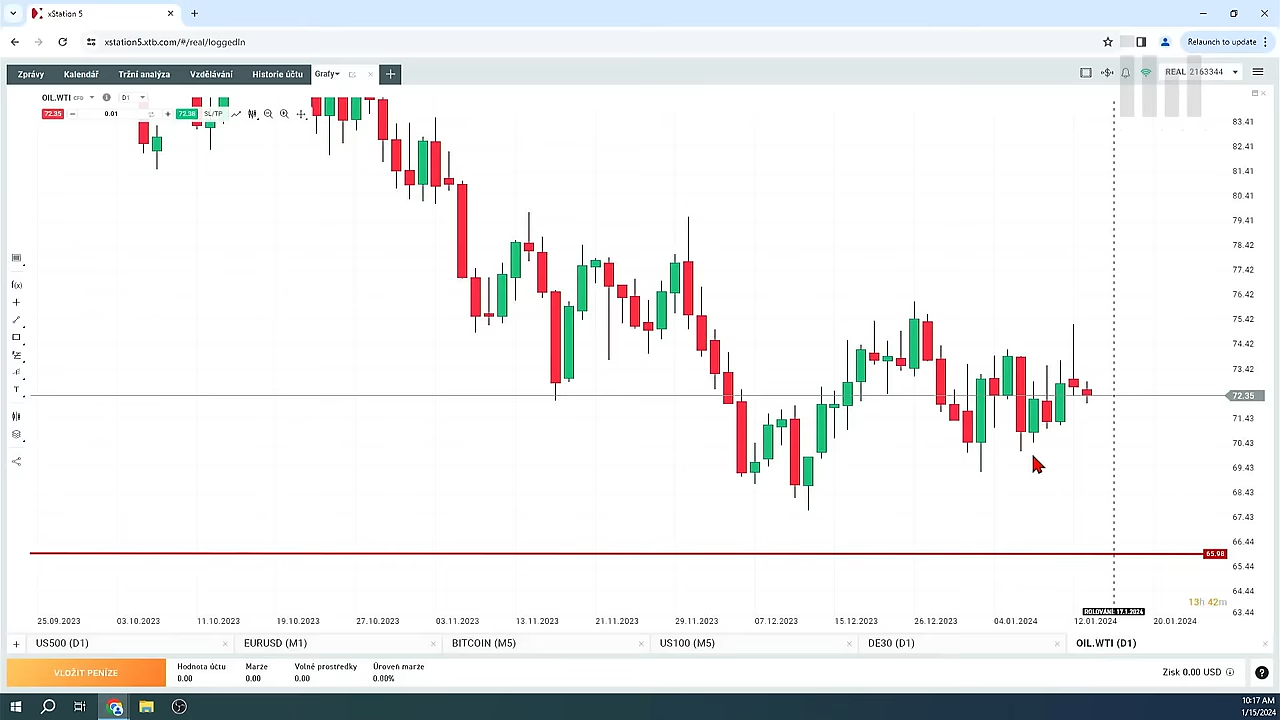 xStation 5
xstation5.xtb.com/#/real/loggedIn
Relaunch to update
Zprávy Kalendář Tržní analýza Vzdělávání Historie účtu Grafy
REAL 2163344
OIL.WTI CFD D1
72.35 0.01 72.38 SL/TP
83.41
82.41
81.41
80.41
79.41
78.42
77.42
76.42
75.42
74.42
73.42
72.35
71.43
70.43
69.43
68.43
67.43
66.44
65.98
65.44
64.44
63.44
13h 42m
ROLOVÁNÍ: 17.1.2024
25.09.2023 03.10.2023 11.10.2023 19.10.2023 27.10.2023 03.11.2023 13.11.2023 21.11.2023 29.11.2023 07.12.2023 15.12.2023 26.12.2023 04.01.2024 12.01.2024 20.01.2024
US500 (D1) EURUSD (M1) BITCOIN (M5) US100 (M5) DE30 (D1) OIL.WTI (D1)
VLOŽIT PENÍZE
Hodnota účtu Marže Volné prostředky Úroveň marže
0.00 0.00 0.00 0.00%
Zisk 0.00 USD
10:17 AM
1/15/2024